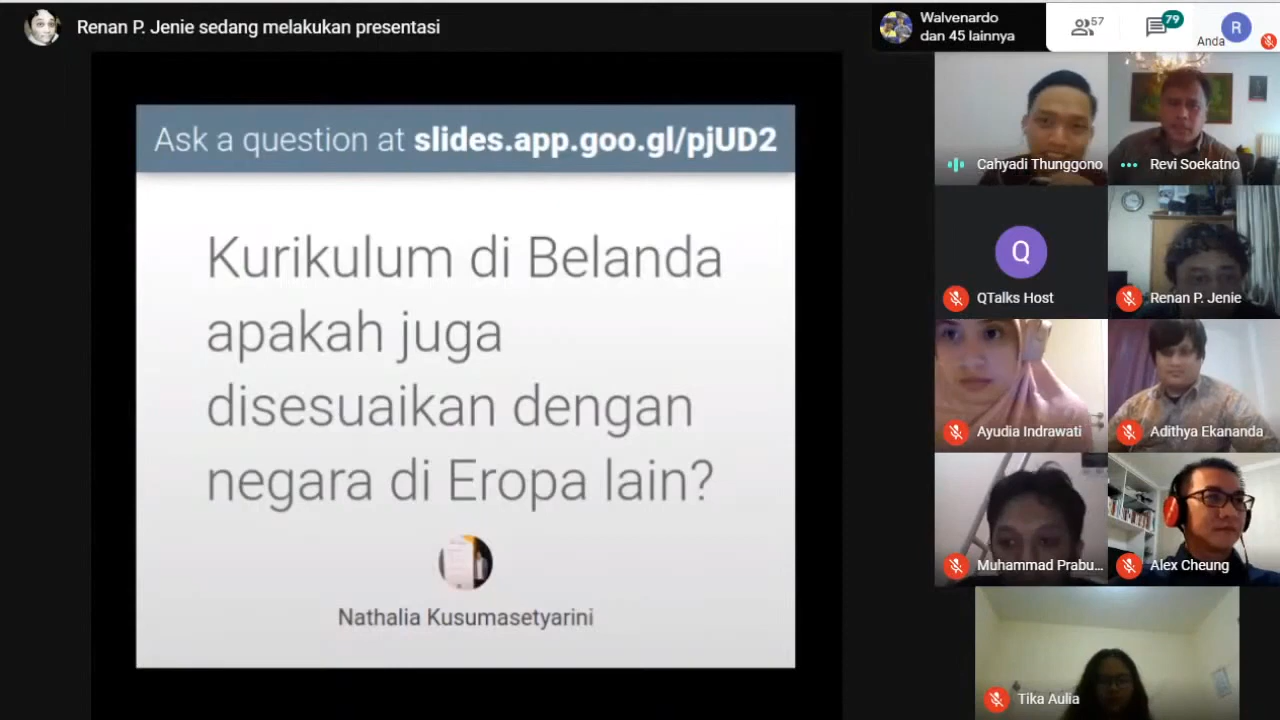 Renan P. Jenie sedang melakukan presentasi
Walvenardo
dan 45 lainnya
57
79
Anda
R
Ask a question at slides.app.goo.gl/pjUD2
Kurikulum di Belanda
apakah juga
disesuaikan dengan
negara di Eropa lain?
Nathalia Kusumasetyarini
Cahyadi Thunggono
Revi Soekatno
Q
QTalks Host
Renan P. Jenie
Ayudia Indrawati
Adithya Ekananda
Muhammad Prabu...
Alex Cheung
Tika Aulia